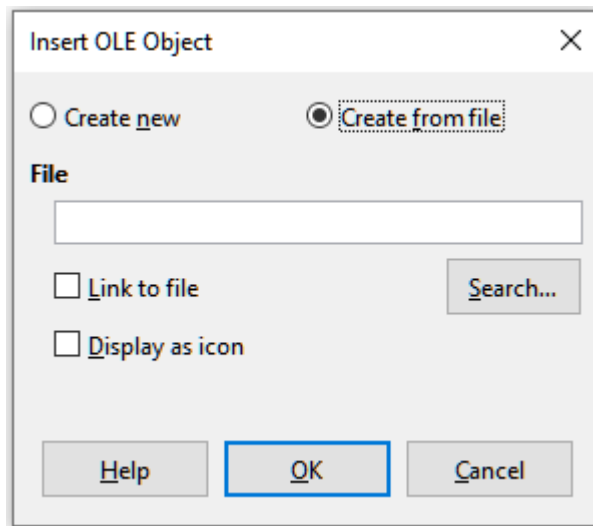 Insert OLE Object
Create new
Create from file
File
Link to file
Search...
Display as icon
Help
OK
Cancel